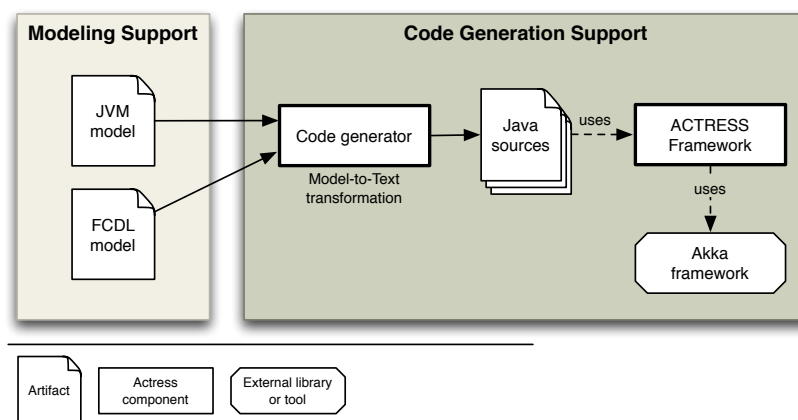 Modeling Support
Code Generation Support
JVM
model
FCDL
model
Code generator
Model-to-Text
transformation
Java
sources
uses
ACTRESS
Framework
uses
Akka
framework
Artifact
Actress
component
External library
or tool